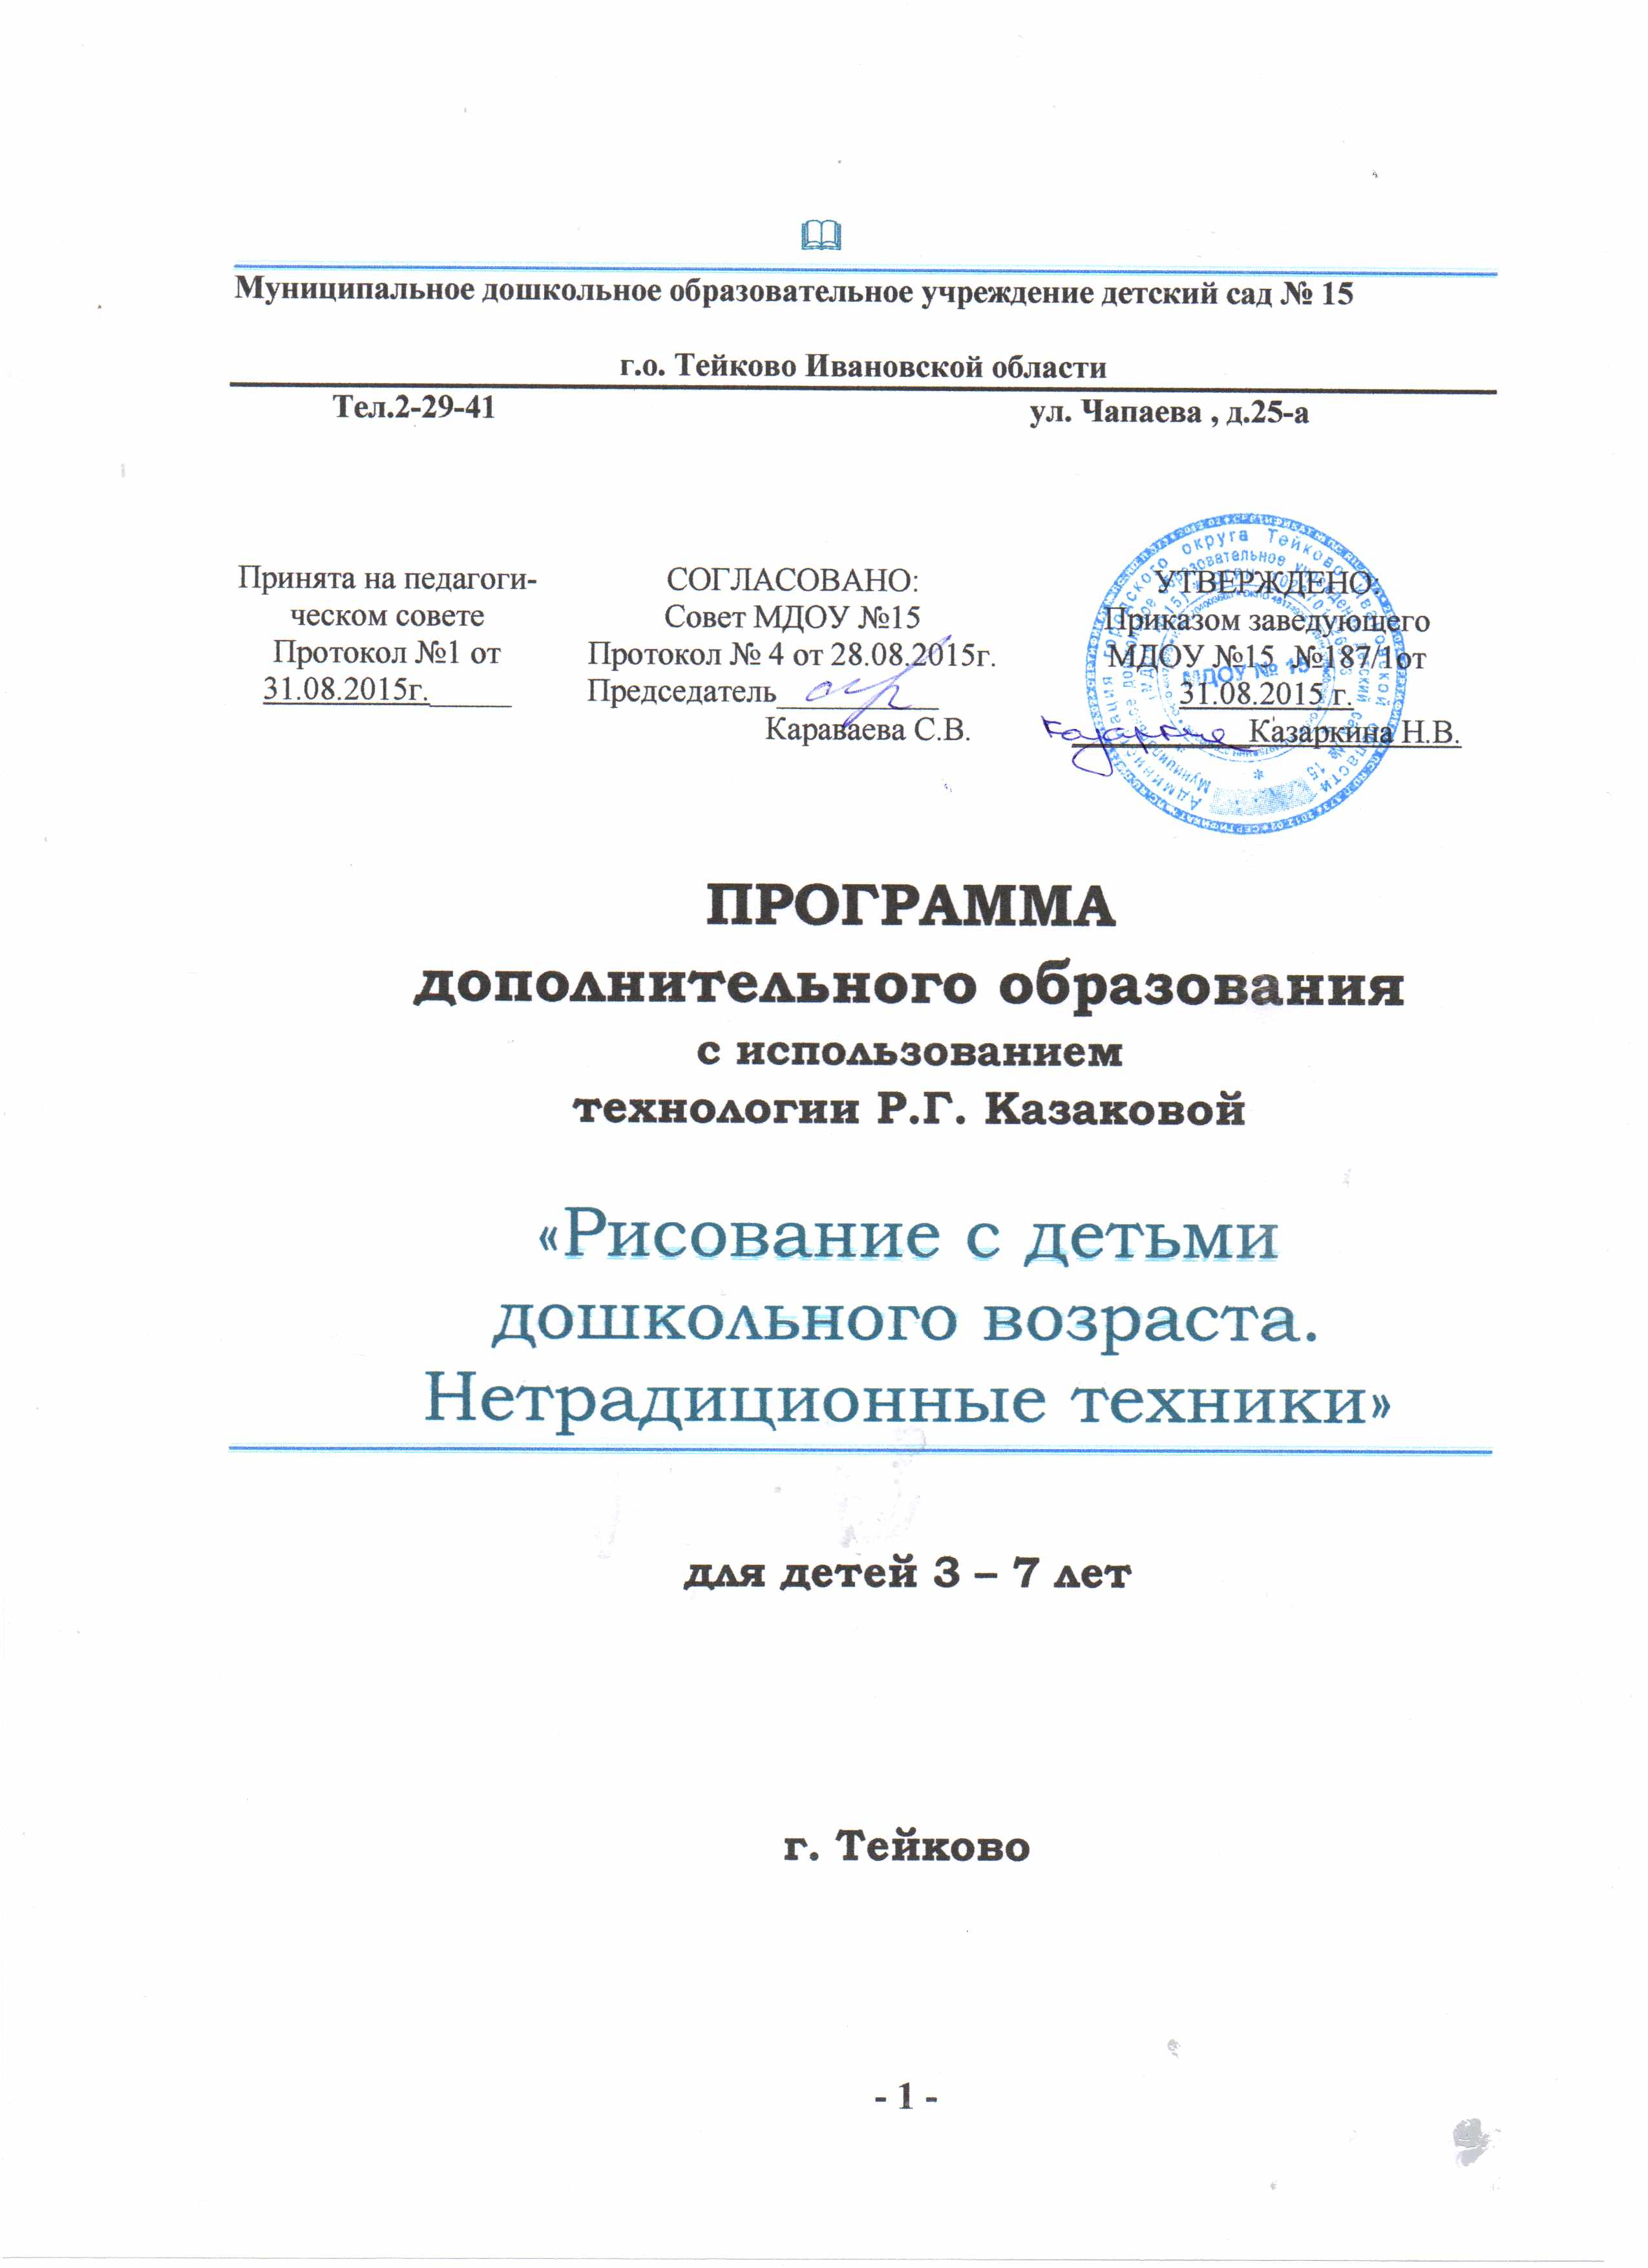 Муниципальное дошкольное образовательное учреждение детский сад № 15
г.о. Тейково Ивановской области
Тел.2-29-41 ул. Чапаева , д.25-а
Принята на педагоги-
ческом совете
Протокол №1 от
31.08.2015г.
СОГЛАСОВАНО:
Совет МДОУ №15
Протокол № 4 от 28.08.2015г.
Председатель
Караваева С.В.
УТВЕРЖДЕНО:
Приказом заведующего
МДОУ №15 №187/1от
31.08.2015 г.
Казаркина Н.В.
МДОУ № 15
ПРОГРАММА
дополнительного образования
с использованием
технологии Р.Г. Казаковой
«Рисование с детьми
дошкольного возраста.
Нетрадиционные техники»
для детей 3 – 7 лет
г. Тейково
- 1 -